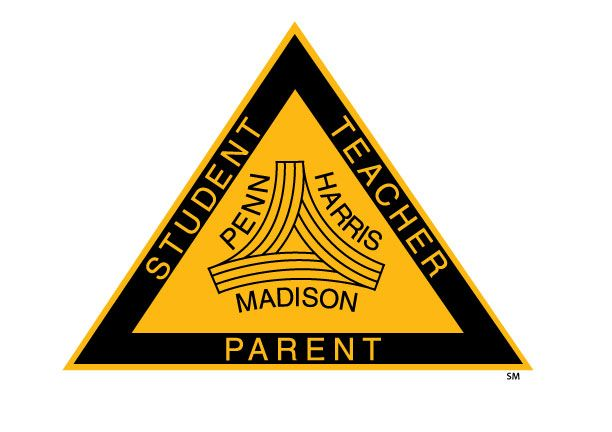 STUDENT
TEACHER
PENN
HARRIS
MADISON
PARENT
SM